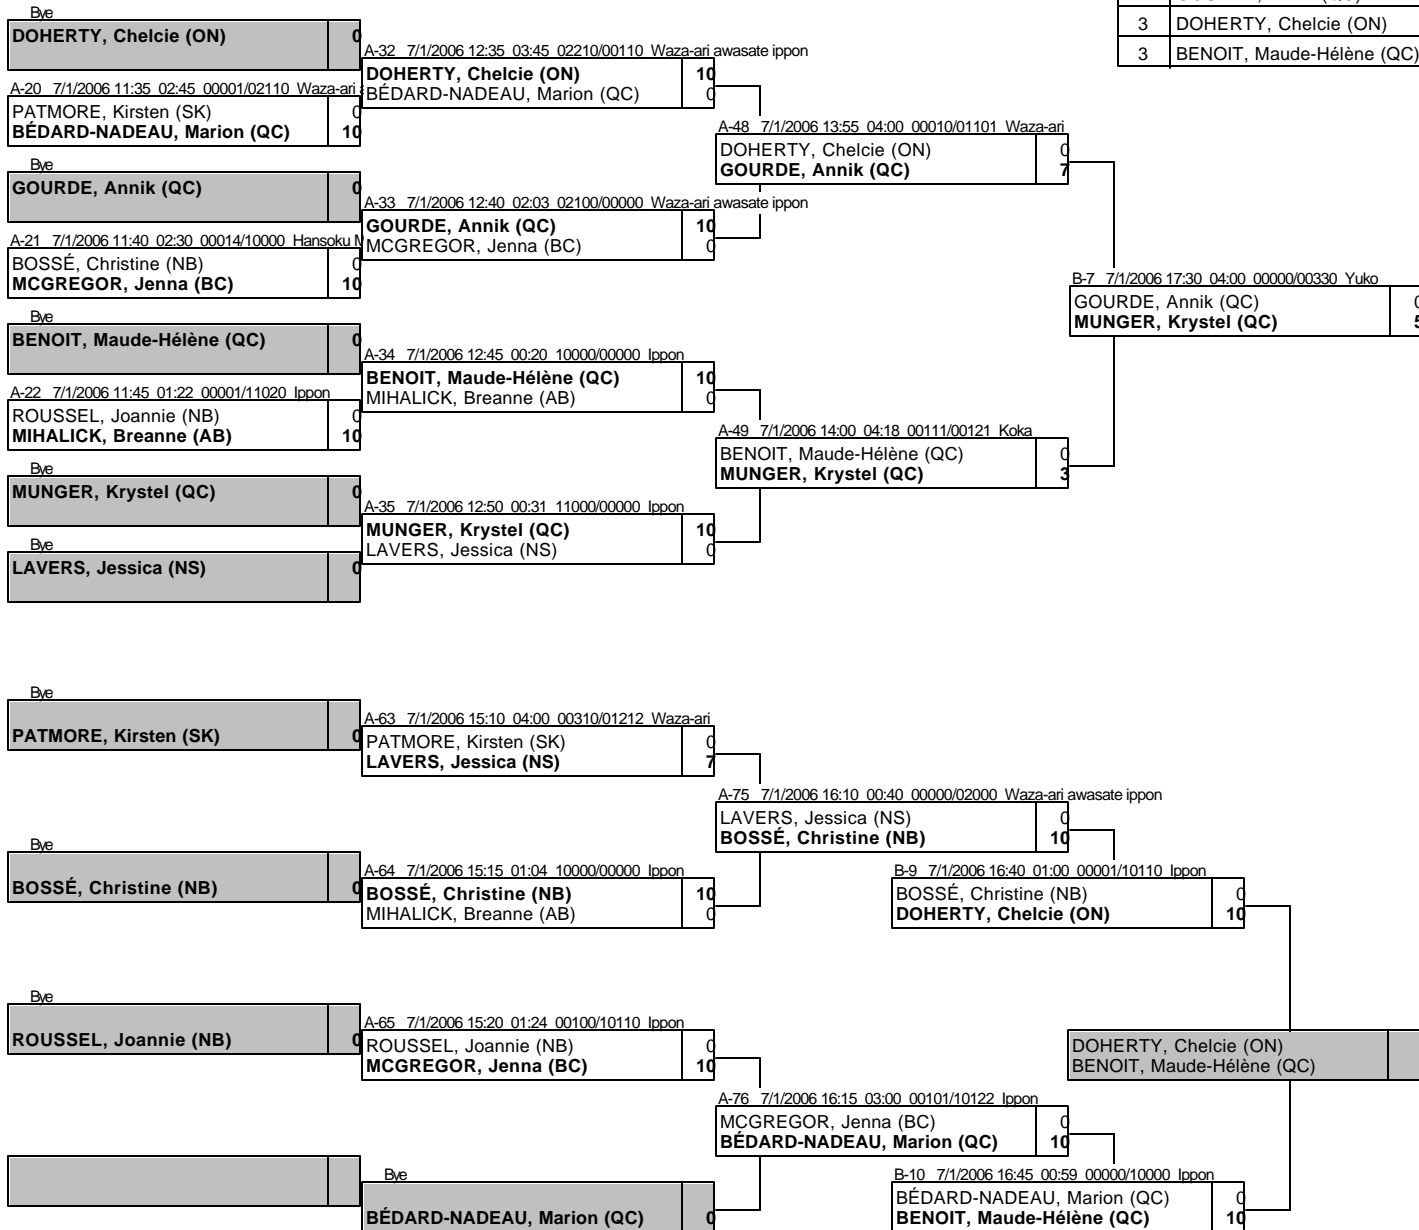 3 DOHERTY, Chelcie (ON)
3 BENOIT, Maude-Hélène (QC)
Bye
DOHERTY, Chelcie (ON) 0
A-32 7/1/2006 12:35 03:45 02210/00110 Waza-ari awasate ippon
DOHERTY, Chelcie (ON) 10
BÉDARD-NADEAU, Marion (QC) 0
A-20 7/1/2006 11:35 02:45 00001/02110 Waza-ari
PATMORE, Kirsten (SK) 0
BÉDARD-NADEAU, Marion (QC) 10
A-48 7/1/2006 13:55 04:00 00010/01101 Waza-ari
DOHERTY, Chelcie (ON) 0
GOURDE, Annik (QC) 7
Bye
GOURDE, Annik (QC) 0
A-33 7/1/2006 12:40 02:03 02100/00000 Waza-ari awasate ippon
GOURDE, Annik (QC) 10
MCGREGOR, Jenna (BC) 0
A-21 7/1/2006 11:40 02:30 00014/10000 Hansoku M
BOSSÉ, Christine (NB) 0
MCGREGOR, Jenna (BC) 10
B-7 7/1/2006 17:30 04:00 00000/00330 Yuko
GOURDE, Annik (QC) 0
MUNGER, Krystel (QC) 5
Bye
BENOIT, Maude-Hélène (QC) 0
A-34 7/1/2006 12:45 00:20 10000/00000 Ippon
BENOIT, Maude-Hélène (QC) 10
MIHALICK, Breanne (AB) 0
A-22 7/1/2006 11:45 01:22 00001/11020 Ippon
ROUSSEL, Joannie (NB) 0
MIHALICK, Breanne (AB) 10
A-49 7/1/2006 14:00 04:18 00111/00121 Koka
BENOIT, Maude-Hélène (QC) 0
MUNGER, Krystel (QC) 3
Bye
MUNGER, Krystel (QC) 0
A-35 7/1/2006 12:50 00:31 11000/00000 Ippon
MUNGER, Krystel (QC) 10
LAVERS, Jessica (NS) 0
Bye
LAVERS, Jessica (NS) 0
Bye
PATMORE, Kirsten (SK) 0
A-63 7/1/2006 15:10 04:00 00310/01212 Waza-ari
PATMORE, Kirsten (SK) 0
LAVERS, Jessica (NS) 7
A-75 7/1/2006 16:10 00:40 00000/02000 Waza-ari awasate ippon
LAVERS, Jessica (NS) 0
BOSSÉ, Christine (NB) 10
Bye
BOSSÉ, Christine (NB) 0
A-64 7/1/2006 15:15 01:04 10000/00000 Ippon
BOSSÉ, Christine (NB) 10
MIHALICK, Breanne (AB) 0
B-9 7/1/2006 16:40 01:00 00001/10110 Ippon
BOSSÉ, Christine (NB) 0
DOHERTY, Chelcie (ON) 10
Bye
ROUSSEL, Joannie (NB) 0
A-65 7/1/2006 15:20 01:24 00100/10110 Ippon
ROUSSEL, Joannie (NB) 0
MCGREGOR, Jenna (BC) 10
DOHERTY, Chelcie (ON)
BENOIT, Maude-Hélène (QC)
A-76 7/1/2006 16:15 03:00 00101/10122 Ippon
MCGREGOR, Jenna (BC) 0
BÉDARD-NADEAU, Marion (QC) 10
Bye
BÉDARD-NADEAU, Marion (QC) 0
B-10 7/1/2006 16:45 00:59 00000/10000 Ippon
BÉDARD-NADEAU, Marion (QC) 0
BENOIT, Maude-Hélène (QC) 10